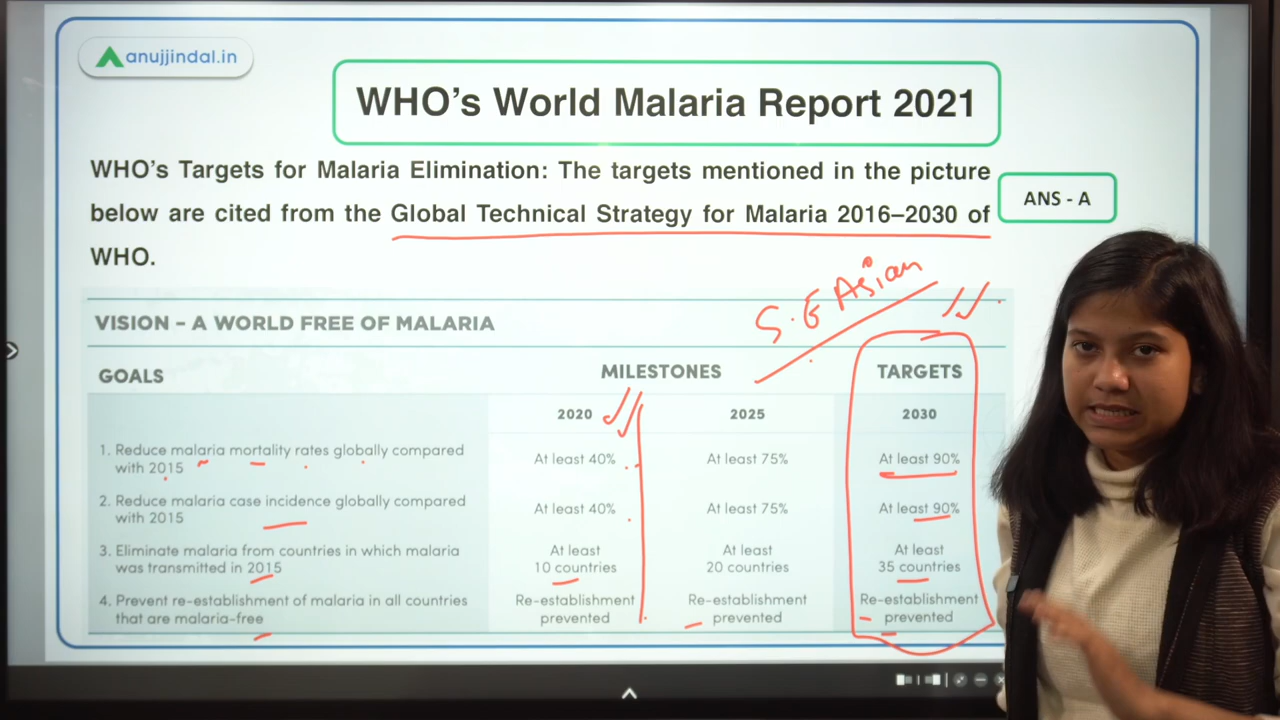 anujjindal.in
WHO's World Malaria Report 2021
WHO's Targets for Malaria Elimination: The targets mentioned in the picture
below are cited from the Global Technical Strategy for Malaria 2016–2030 of
WHO.
ANS - A
S.E Asian
VISION – A WORLD FREE OF MALARIA
GOALS
MILESTONES
TARGETS
2020
2025
2030
1. Reduce malaria mortality rates globally compared
with 2015
At least 40%
At least 75%
At least 90%
2. Reduce malaria case incidence globally compared
with 2015
At least 40%
At least 75%
At least 90%
3. Eliminate malaria from countries in which malaria
was transmitted in 2015
At least
10 countries
At least
20 countries
At least
35 countries
4. Prevent re-establishment of malaria in all countries
that are malaria-free
Re-establishment
prevented
Re-establishment
prevented
Re-establishment
prevented